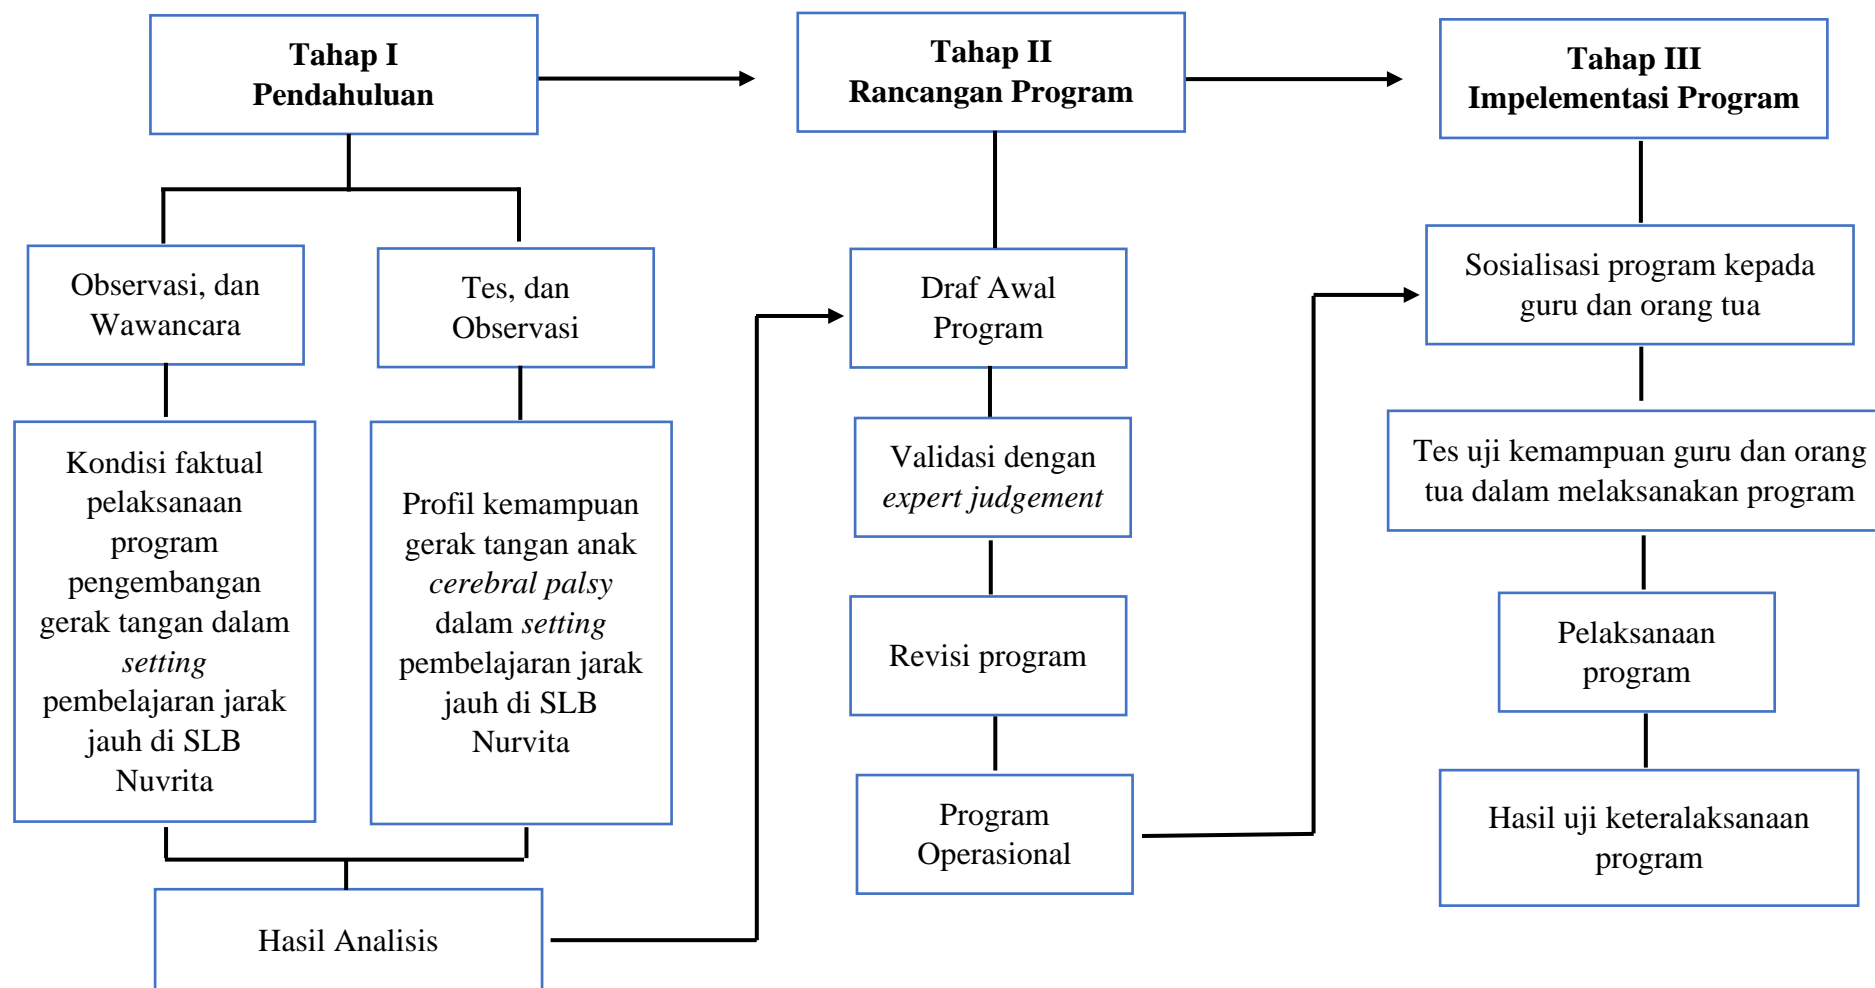 Tahap I
Pendahuluan
Tahap II
Rancangan Program
Tahap III
Impelementasi Program
Observasi, dan
Wawancara
Tes, dan
Observasi
Draf Awal
Program
Sosialisasi program kepada
guru dan orang tua
Kondisi faktual
pelaksanaan
program
pengembangan
gerak tangan dalam
setting
pembelajaran jarak
jauh di SLB
Nuvrita
Profil kemampuan
gerak tangan anak
cerebral palsy
dalam setting
pembelajaran jarak
jauh di SLB
Nurvita
Validasi dengan
expert judgement
Tes uji kemampuan guru dan orang
tua dalam melaksanakan program
Revisi program
Pelaksanaan
program
Program
Operasional
Hasil uji keteralaksanaan
program
Hasil Analisis